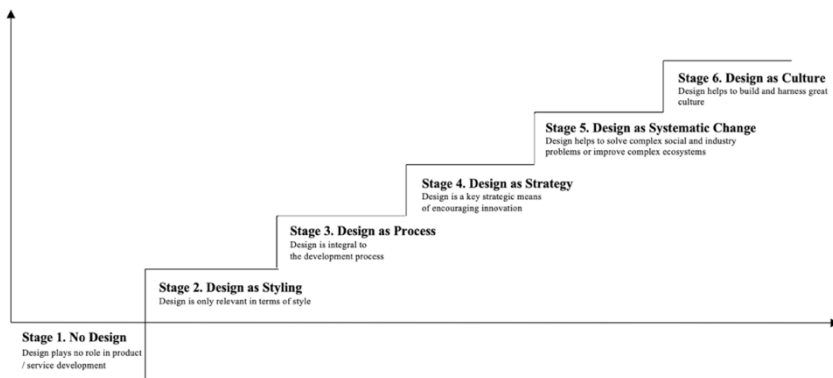 Stage 6. Design as Culture
Design helps to build and harness great
culture
Stage 5. Design as Systematic Change
Design helps to solve complex social and industry
problems or improve complex ecosystems
Stage 4. Design as Strategy
Design is a key strategic means
of encouraging innovation
Stage 3. Design as Process
Design is integral to
the development process
Stage 2. Design as Styling
Design is only relevant in terms of style
Stage 1. No Design
Design plays no role in product
/ service development